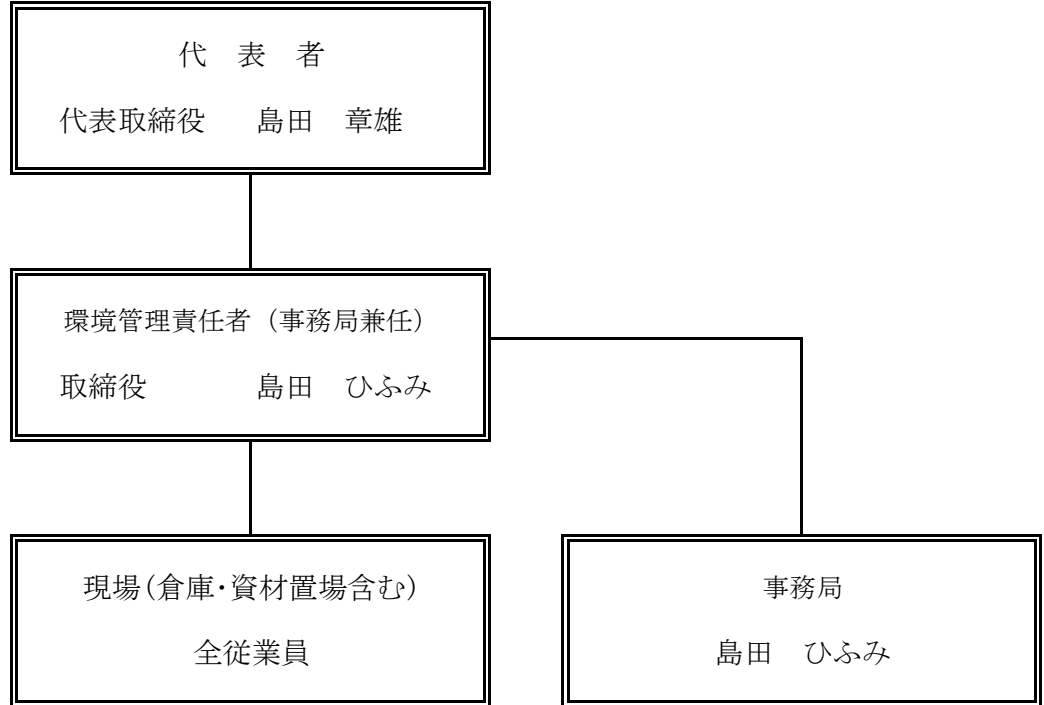 代　表　者
代表取締役　島田　章雄
環境管理責任者（事務局兼任）
取締役　島田　ひふみ
現場(倉庫・資材置場含む)
全従業員
事務局
島田　ひふみ